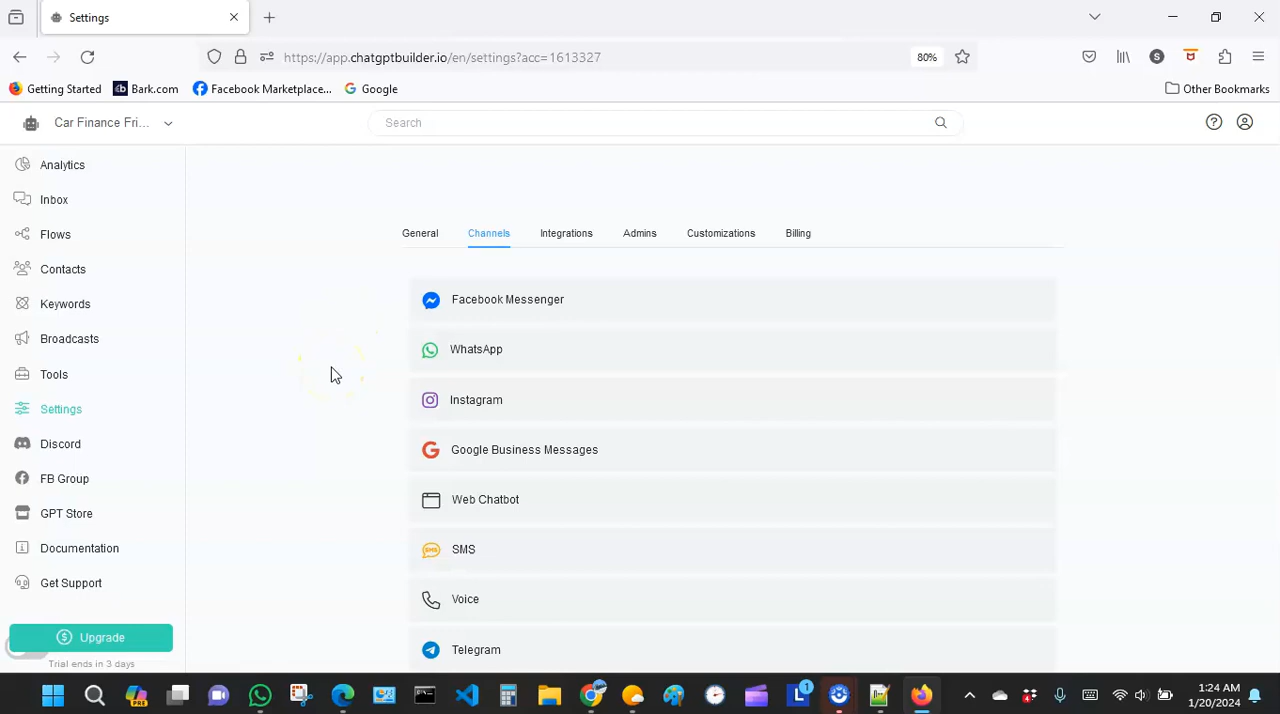 Settings
https://app.chatgptbuilder.io/en/settings?acc=1613327
80%
S
Getting Started
b
Bark.com
Facebook Marketplace...
Google
Other Bookmarks
Car Finance Fri...
Search
Analytics
Inbox
Flows
Contacts
Keywords
Broadcasts
Tools
Settings
Discord
FB Group
GPT Store
Documentation
Get Support
Upgrade
Trial ends in 3 days
General
Channels
Integrations
Admins
Customizations
Billing
Facebook Messenger
WhatsApp
Instagram
Google Business Messages
Web Chatbot
SMS
SMS
Voice
Telegram
PRE
L
1
1:24 AM
1/20/2024